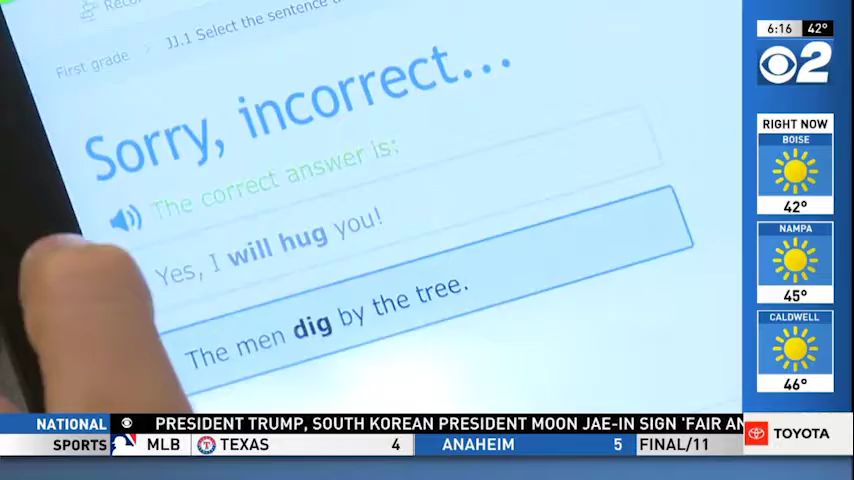 First grade > JJ.1 Select the sentence
Sorry, incorrect...
The correct answer is:
Yes, I will hug you!
The men dig by the tree.
6:16 42°
2
RIGHT NOW
BOISE
42°
NAMPA
45°
CALDWELL
46°
NATIONAL PRESIDENT TRUMP, SOUTH KOREAN PRESIDENT MOON JAE-IN SIGN 'FAIR AN
SPORTS MLB TEXAS 4 ANAHEIM 5 FINAL/11
TOYOTA